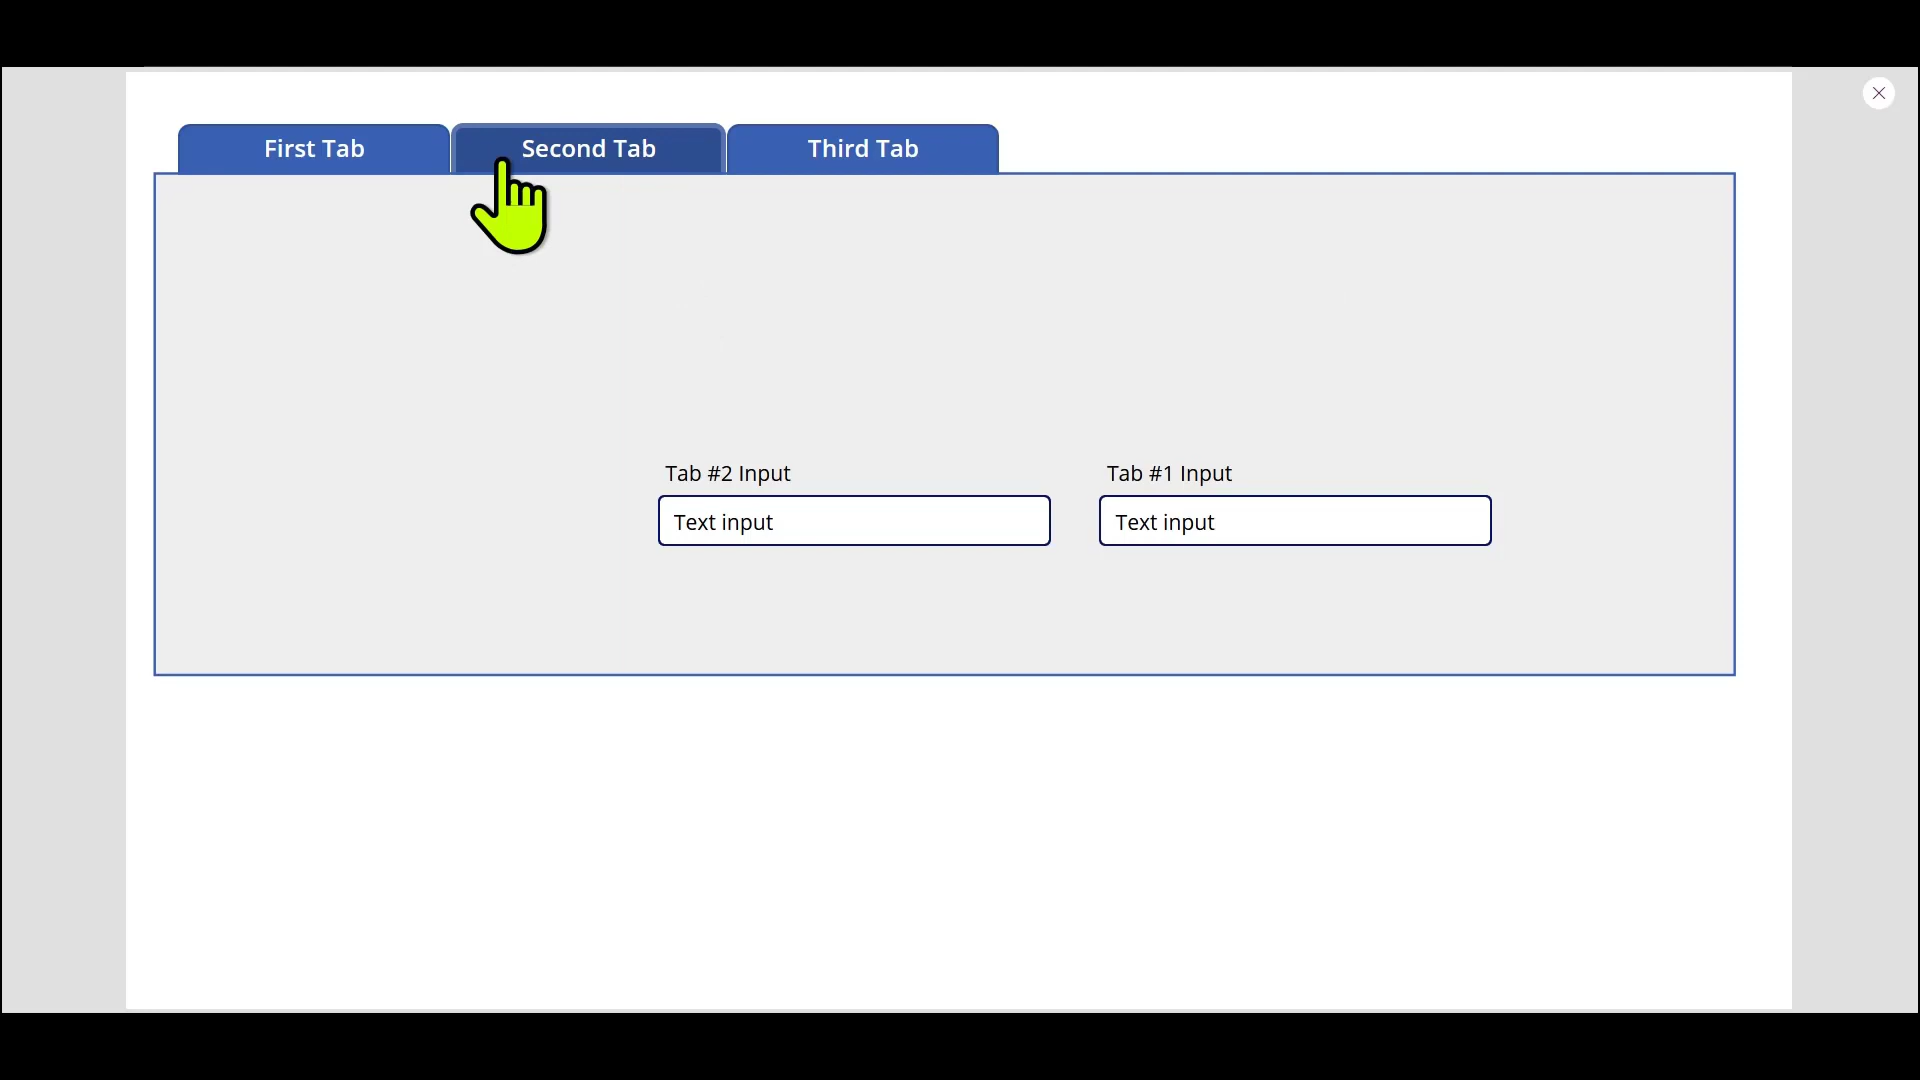 First Tab
Second Tab
Third Tab
Tab #2 Input
Tab #1 Input
Text input
Text input